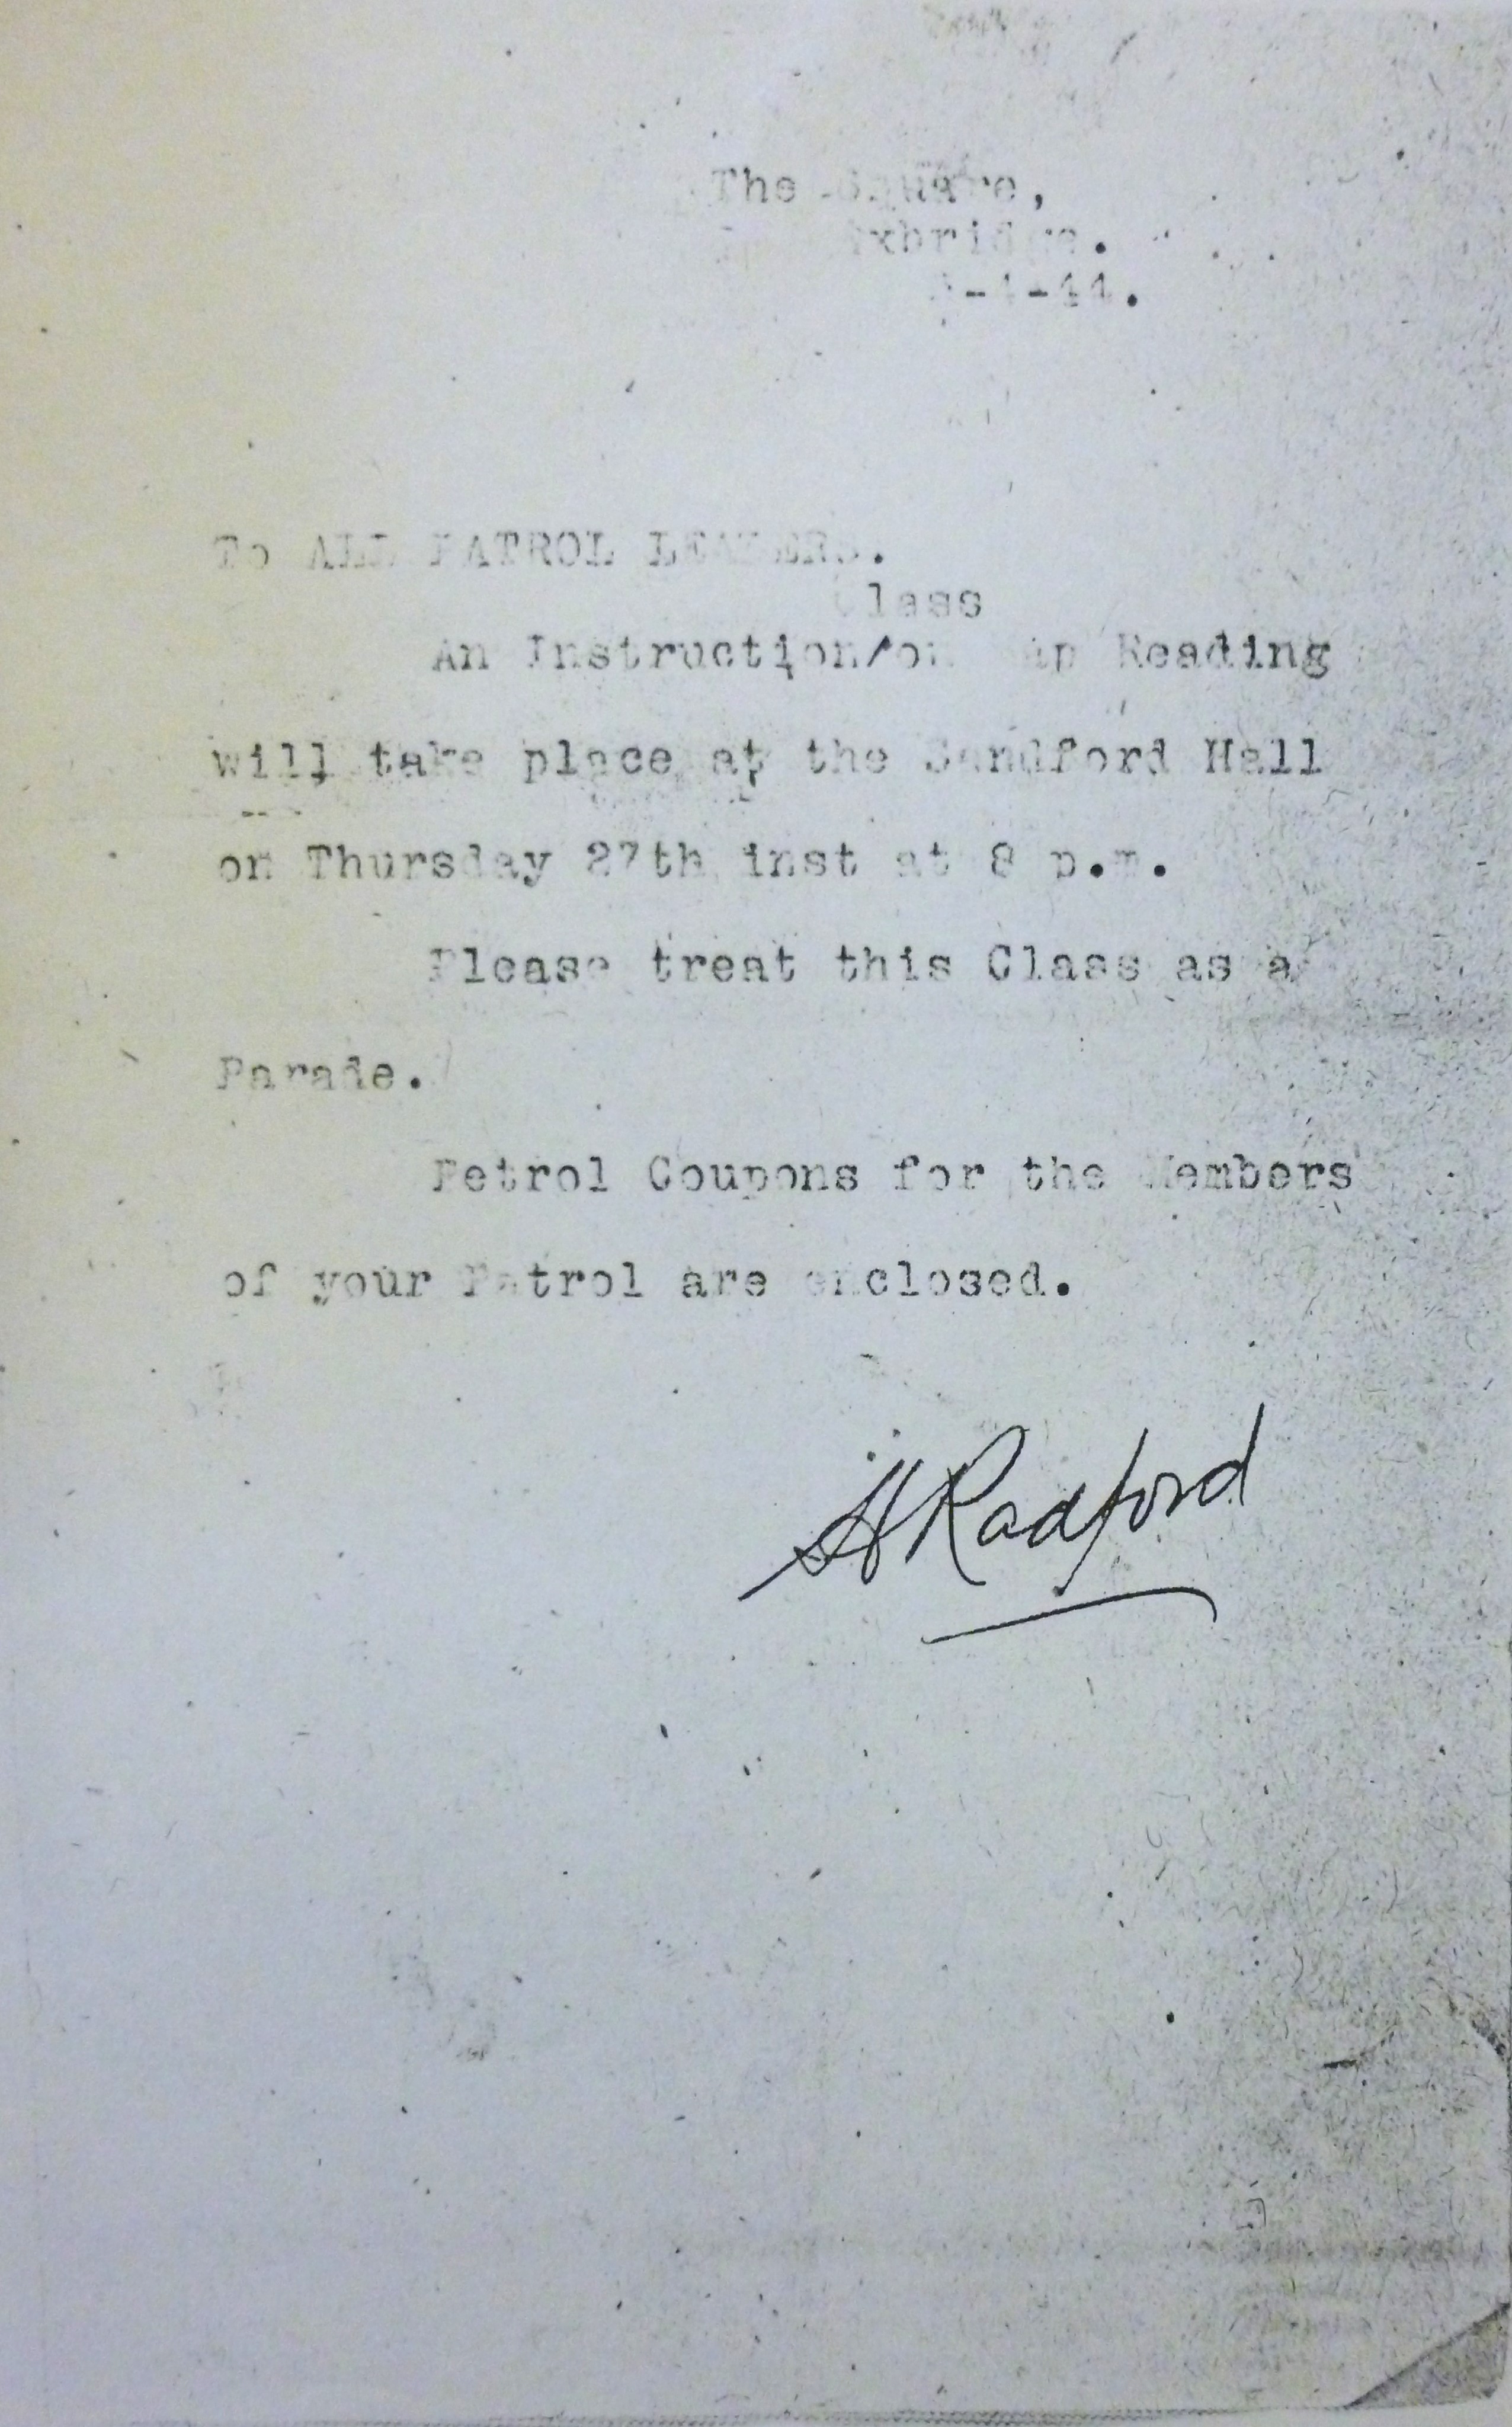 The Square,
To ALL PATROL LEADERS.
Class
An Instruction/on Map Reading
will take place at the Sandford Hall
on Thursday 27th inst at 8 p.m.
Please treat this Class as a
Parade.
Petrol Coupons for the Members
of your Patrol are enclosed.
A Radford